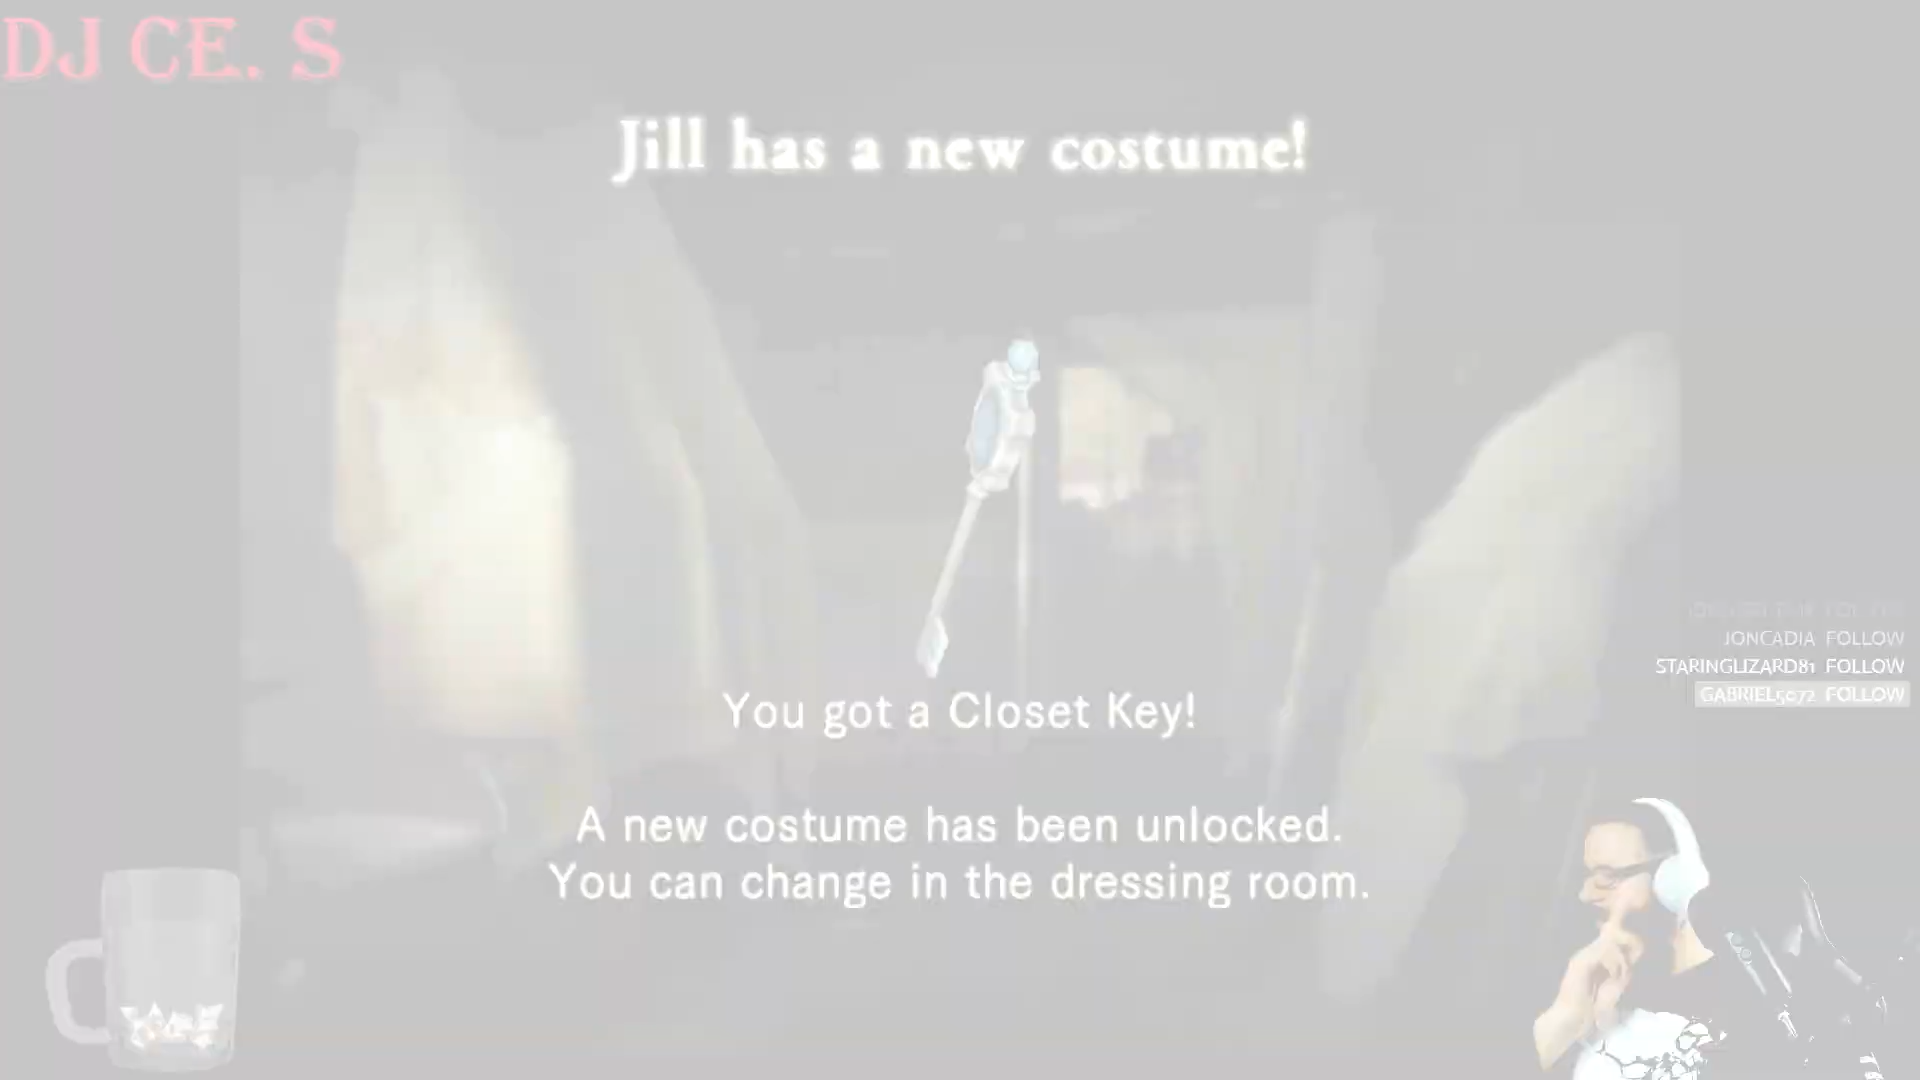 DJ CE. S
Jill has a new costume!
You got a Closet Key!
A new costume has been unlocked.
You can change in the dressing room.
JONCADIA FOLLOW
STARINGLIZARD81 FOLLOW
GABRIEL5072 FOLLOW